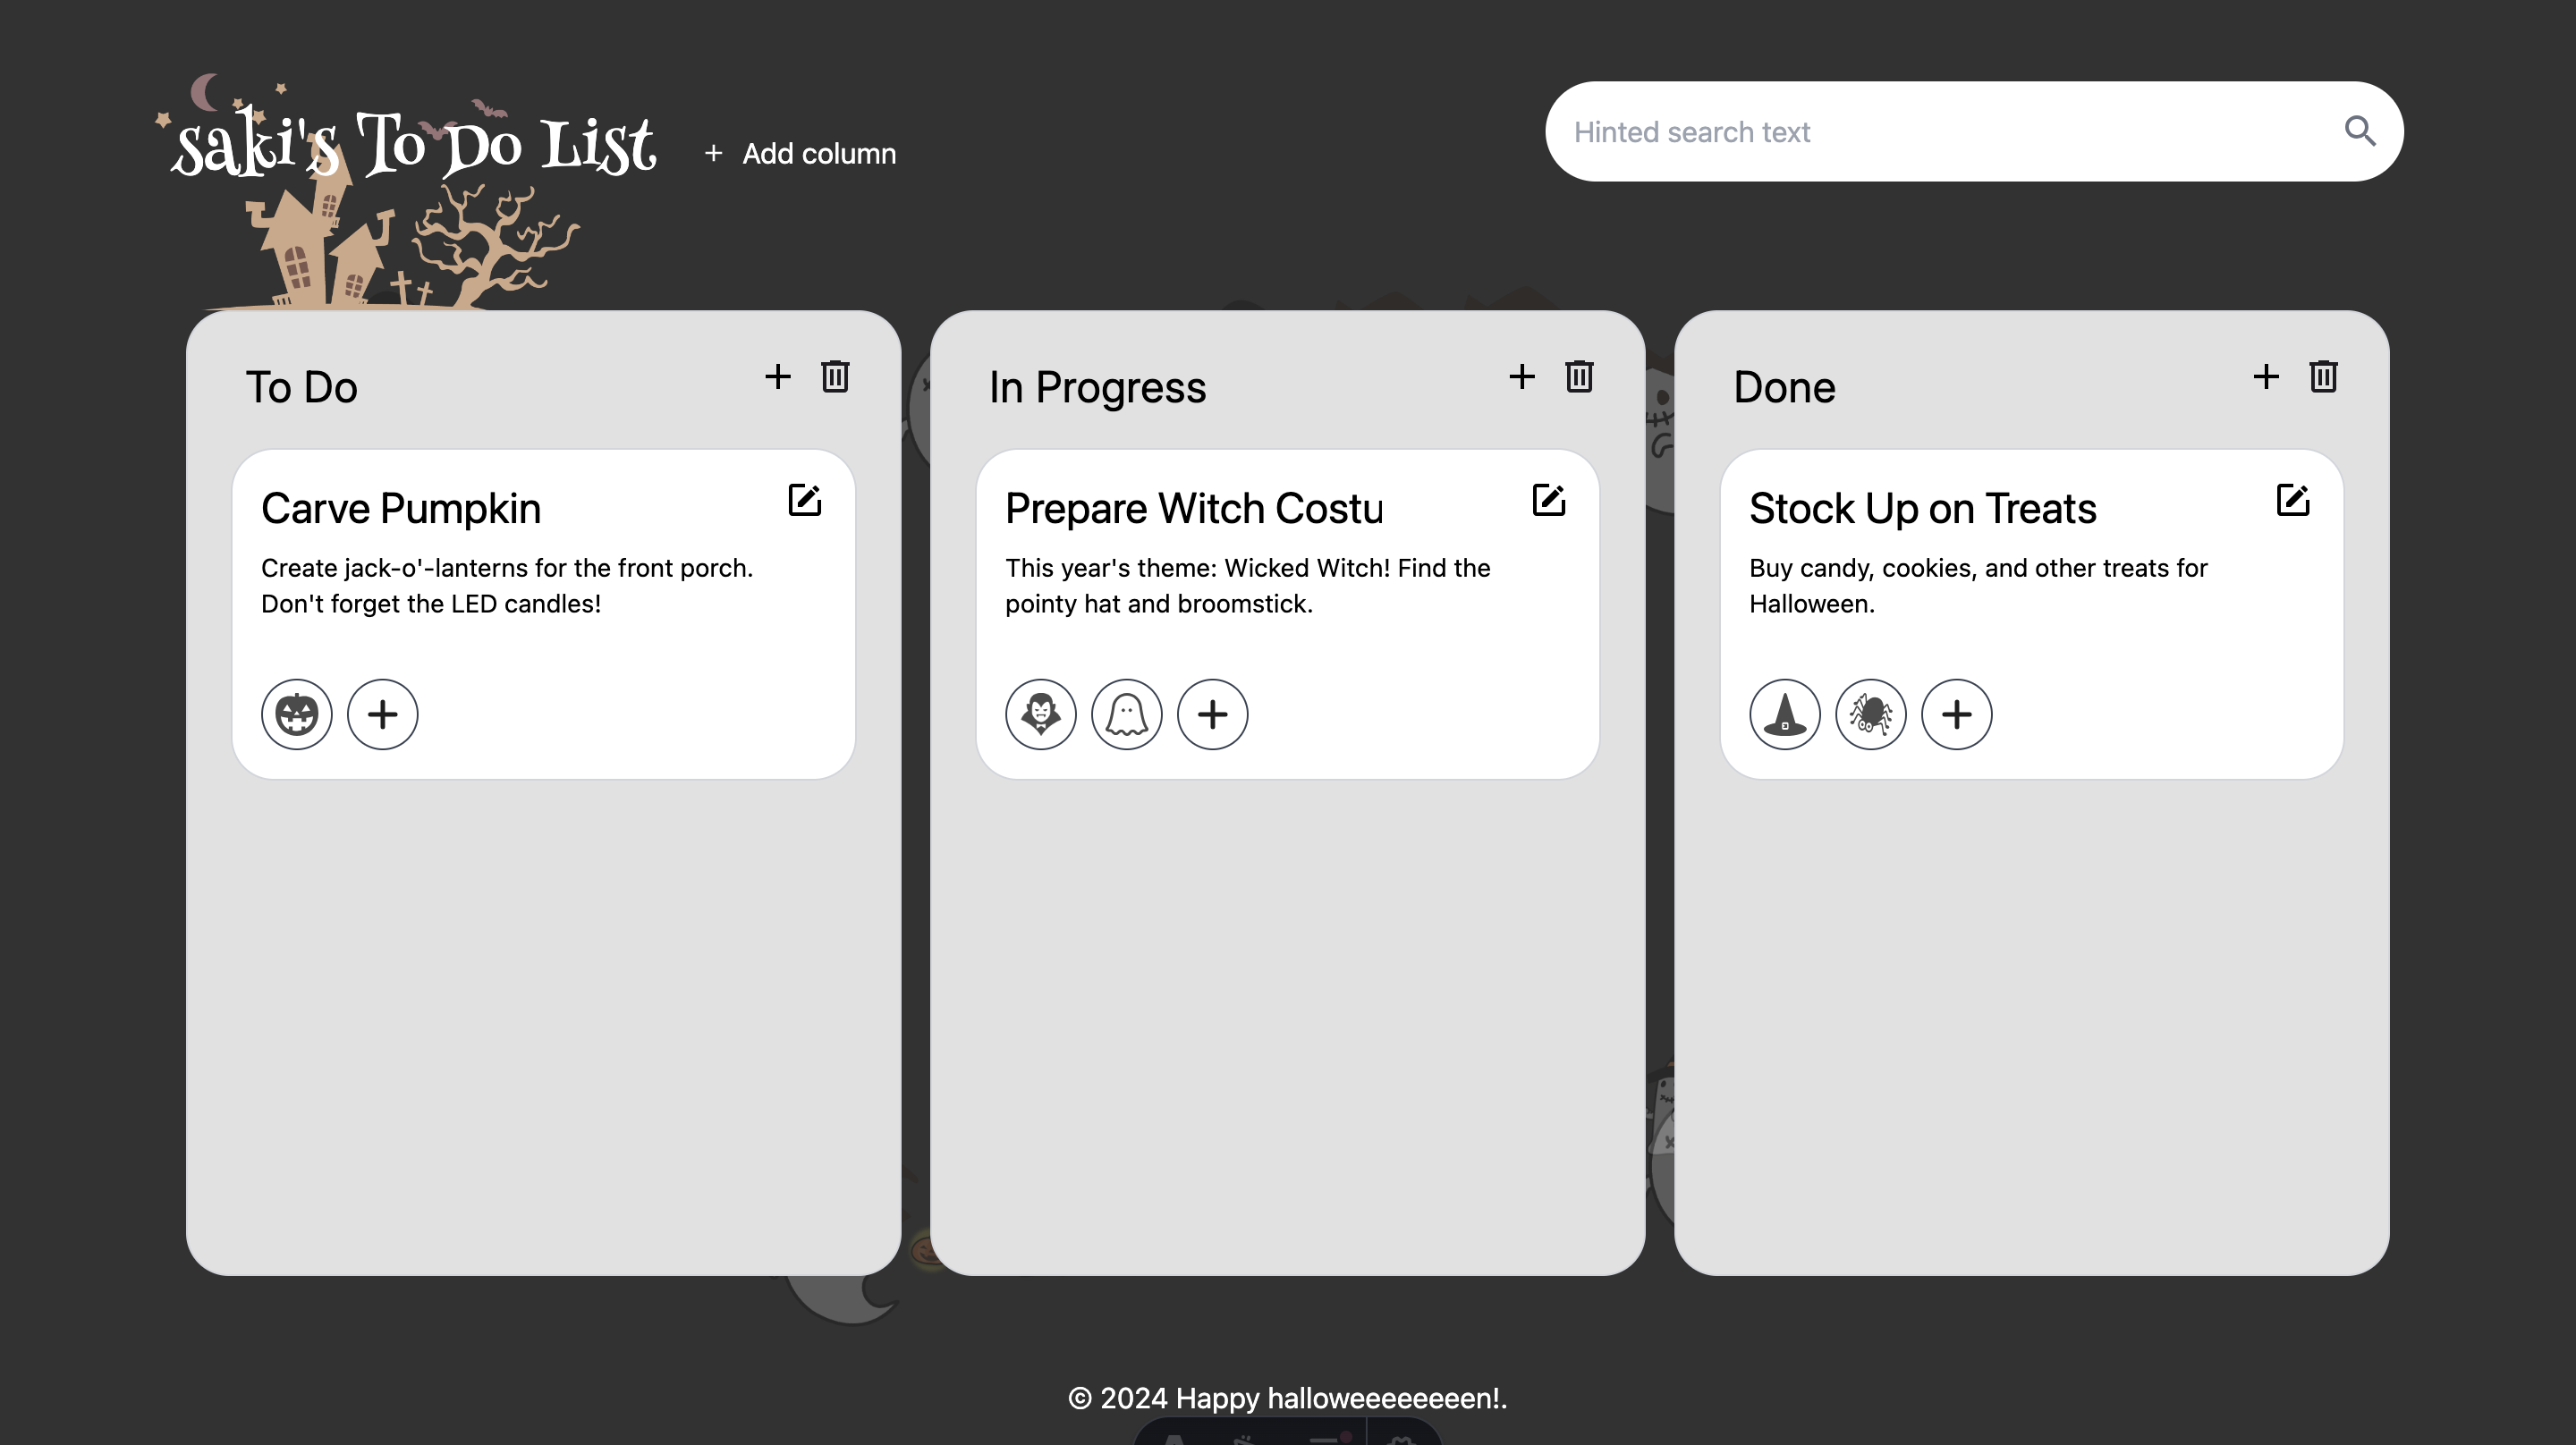 saki's To Do List
+ Add column
Hinted search text
To Do
Carve Pumpkin
Create jack-o'-lanterns for the front porch.
Don't forget the LED candles!
In Progress
Prepare Witch Costu
This year's theme: Wicked Witch! Find the
pointy hat and broomstick.
Done
Stock Up on Treats
Buy candy, cookies, and other treats for
Halloween.
© 2024 Happy halloweeeeeeeen!.